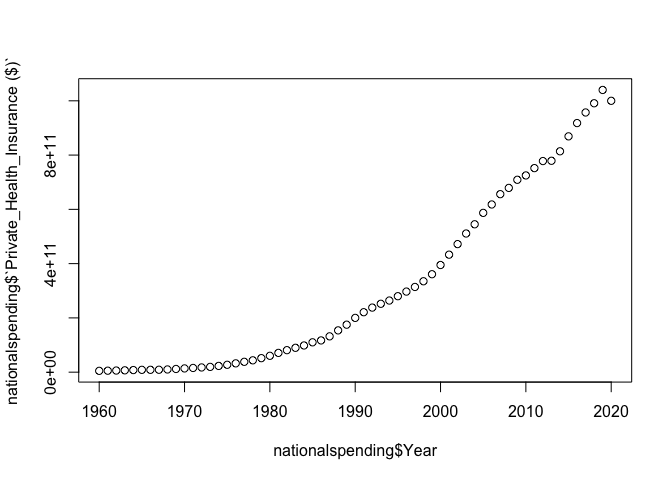 nationalspending$`Private_Health_Insurance ($)`
8e+11
4e+11
0e+00
1960 1970 1980 1990 2000 2010 2020
nationalspending$Year